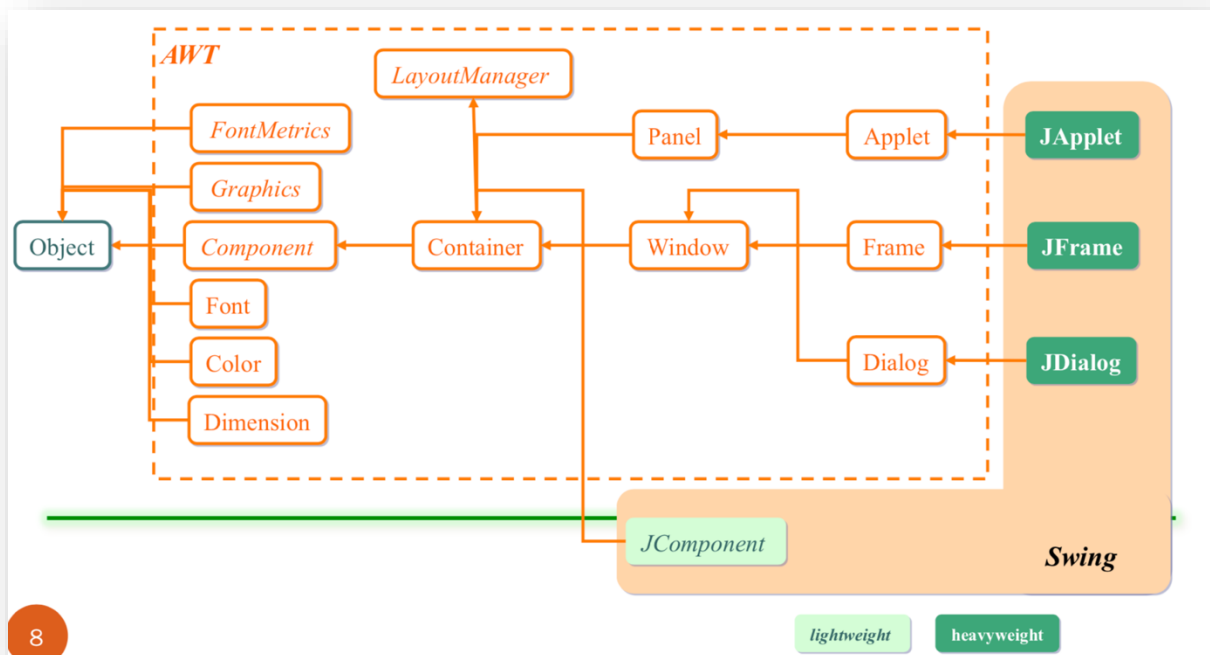 AWT
LayoutManager
FontMetrics
Panel
Applet
JApplet
Graphics
Object
Component
Container
Window
Frame
JFrame
Font
Color
Dialog
JDialog
Dimension
JComponent
Swing
8
lightweight
heavyweight